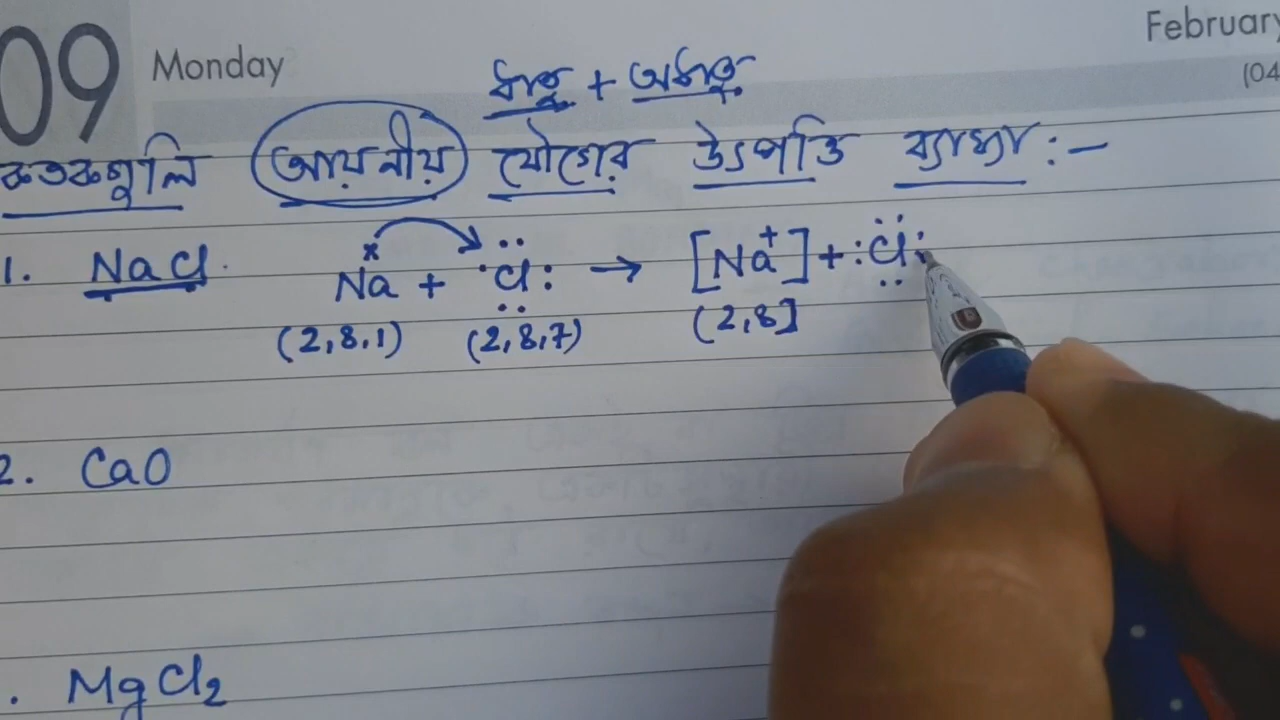 09 Monday February
(04
ধাতু + অধাতু
কতকগুলি আয়নীয় যৌগের উৎপত্তি ব্যাখ্যা :-
1. NaCl. Na + Cl → [Na+] + Cl
(2,8,1) (2,8,7) (2,8]
2. CaO
. MgCl2